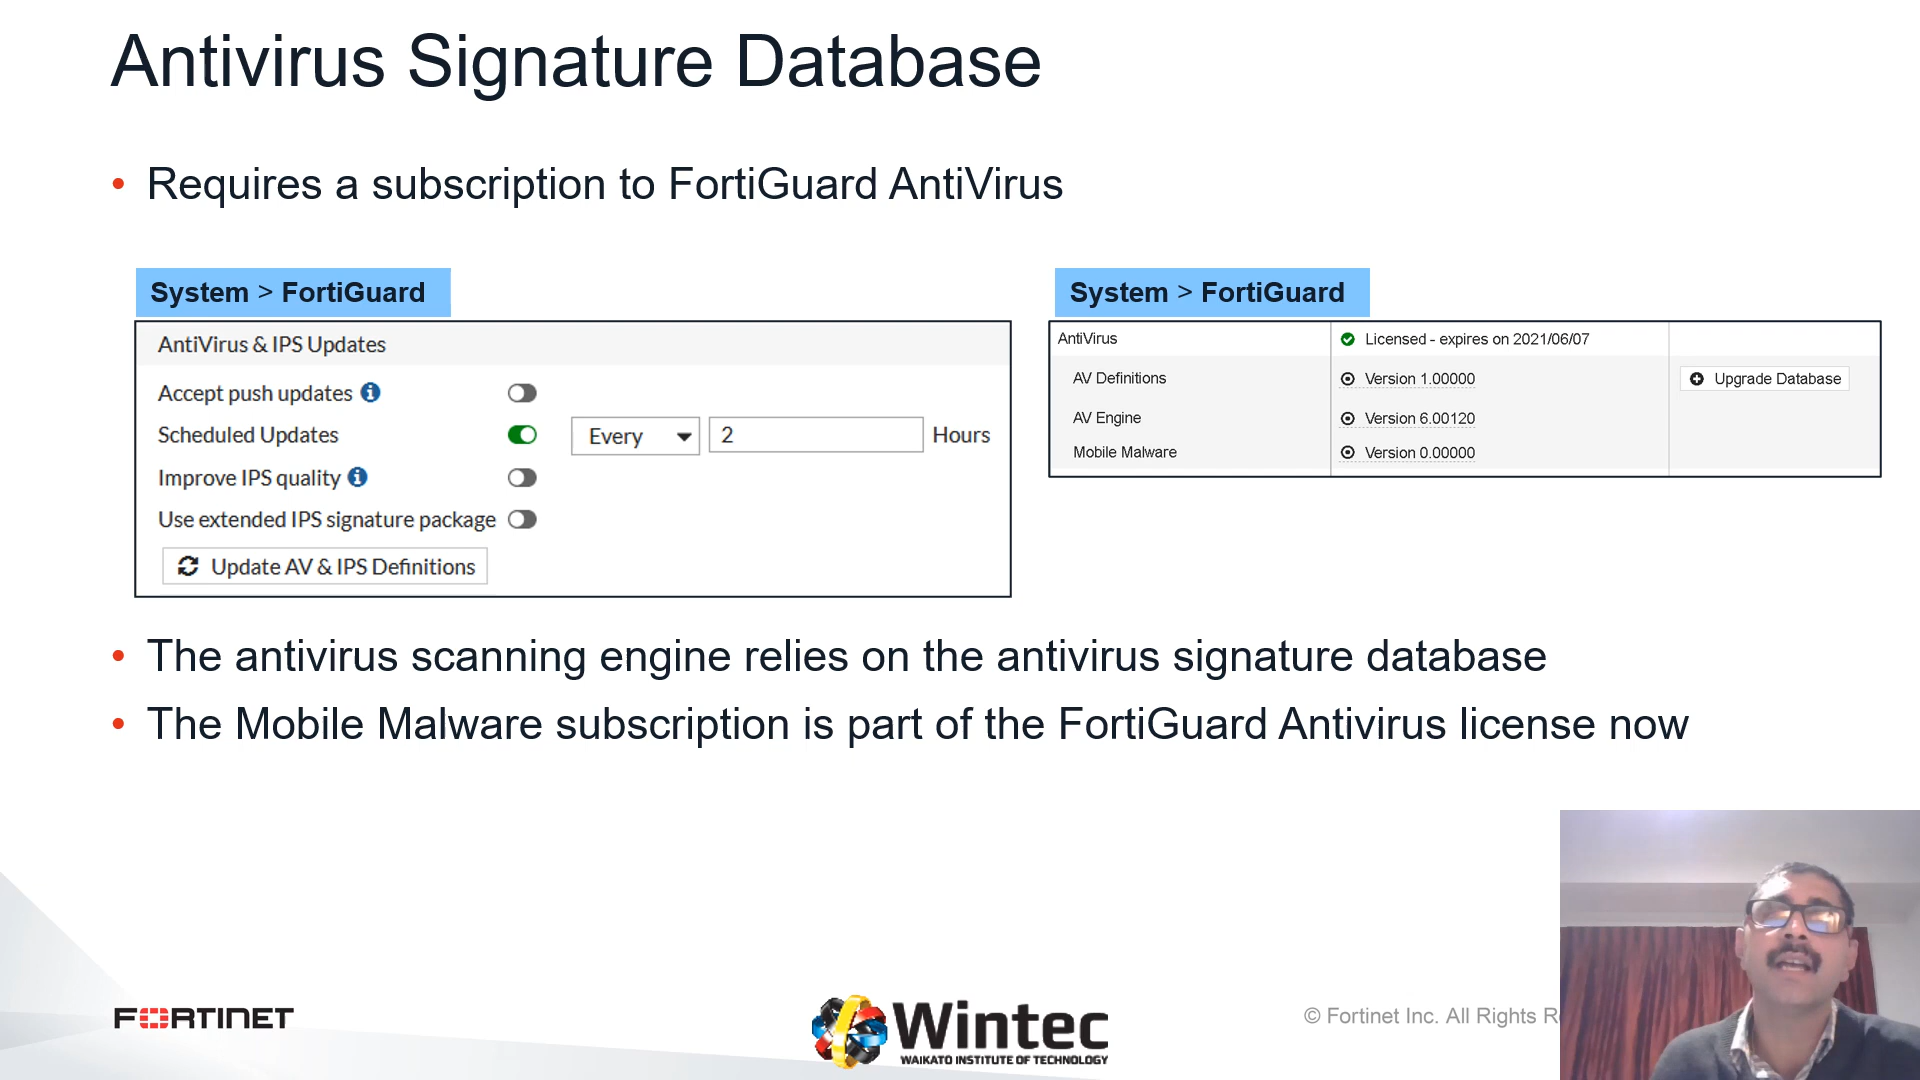 Antivirus Signature Database
• Requires a subscription to FortiGuard AntiVirus
System > FortiGuard
AntiVirus & IPS Updates
Accept push updates
Scheduled Updates Every 2 Hours
Improve IPS quality
Use extended IPS signature package
Update AV & IPS Definitions
System > FortiGuard
AntiVirus Licensed - expires on 2021/06/07
AV Definitions Version 1.00000 Upgrade Database
AV Engine Version 6.00120
Mobile Malware Version 0.00000
• The antivirus scanning engine relies on the antivirus signature database
• The Mobile Malware subscription is part of the FortiGuard Antivirus license now
FORTINET
Wintec
WAIKATO INSTITUTE OF TECHNOLOGY
© Fortinet Inc. All Rights